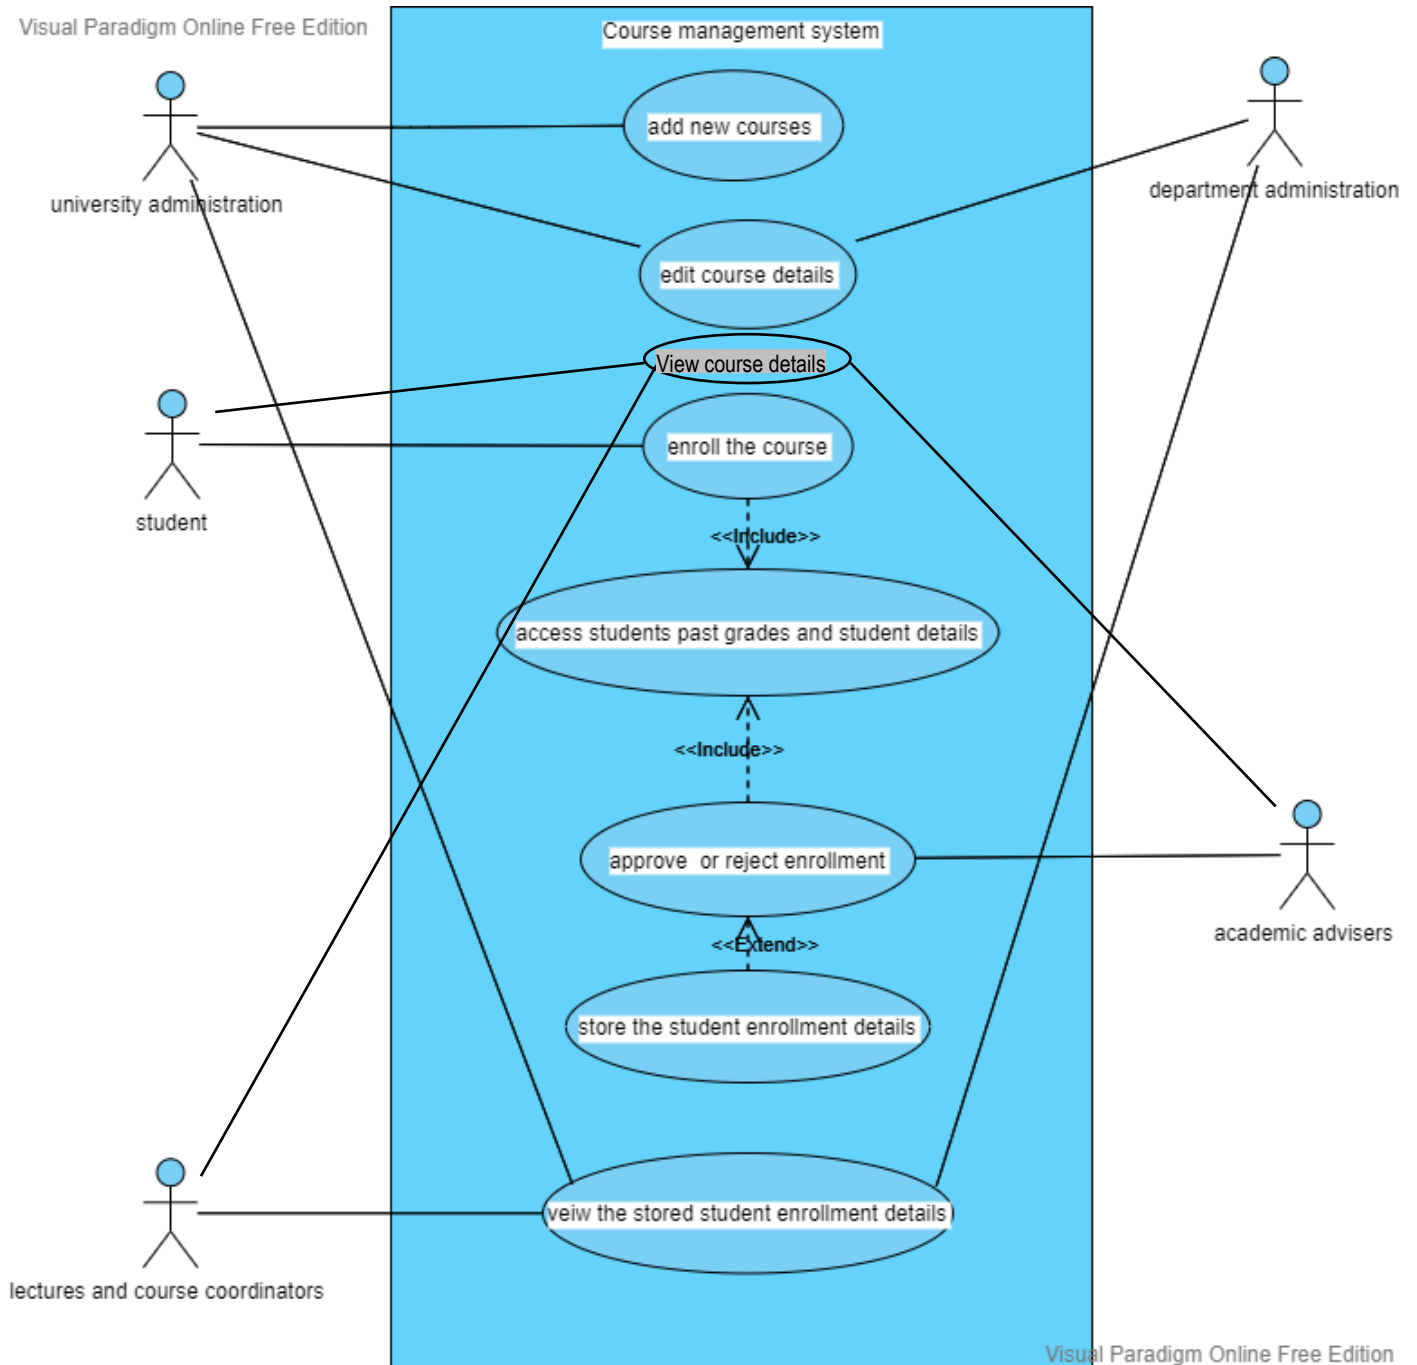 Visual Paradigm Online Free Edition
Course management system
add new courses
university administration
department administration
edit course details
View course details
enroll the course
student
<<Include>>
access students past grades and student details
<<Include>>
approve  or reject enrollment
academic advisers
<<Extend>>
store the student enrollment details
veiw the stored student enrollment details
lectures and course coordinators
Visual Paradigm Online Free Edition